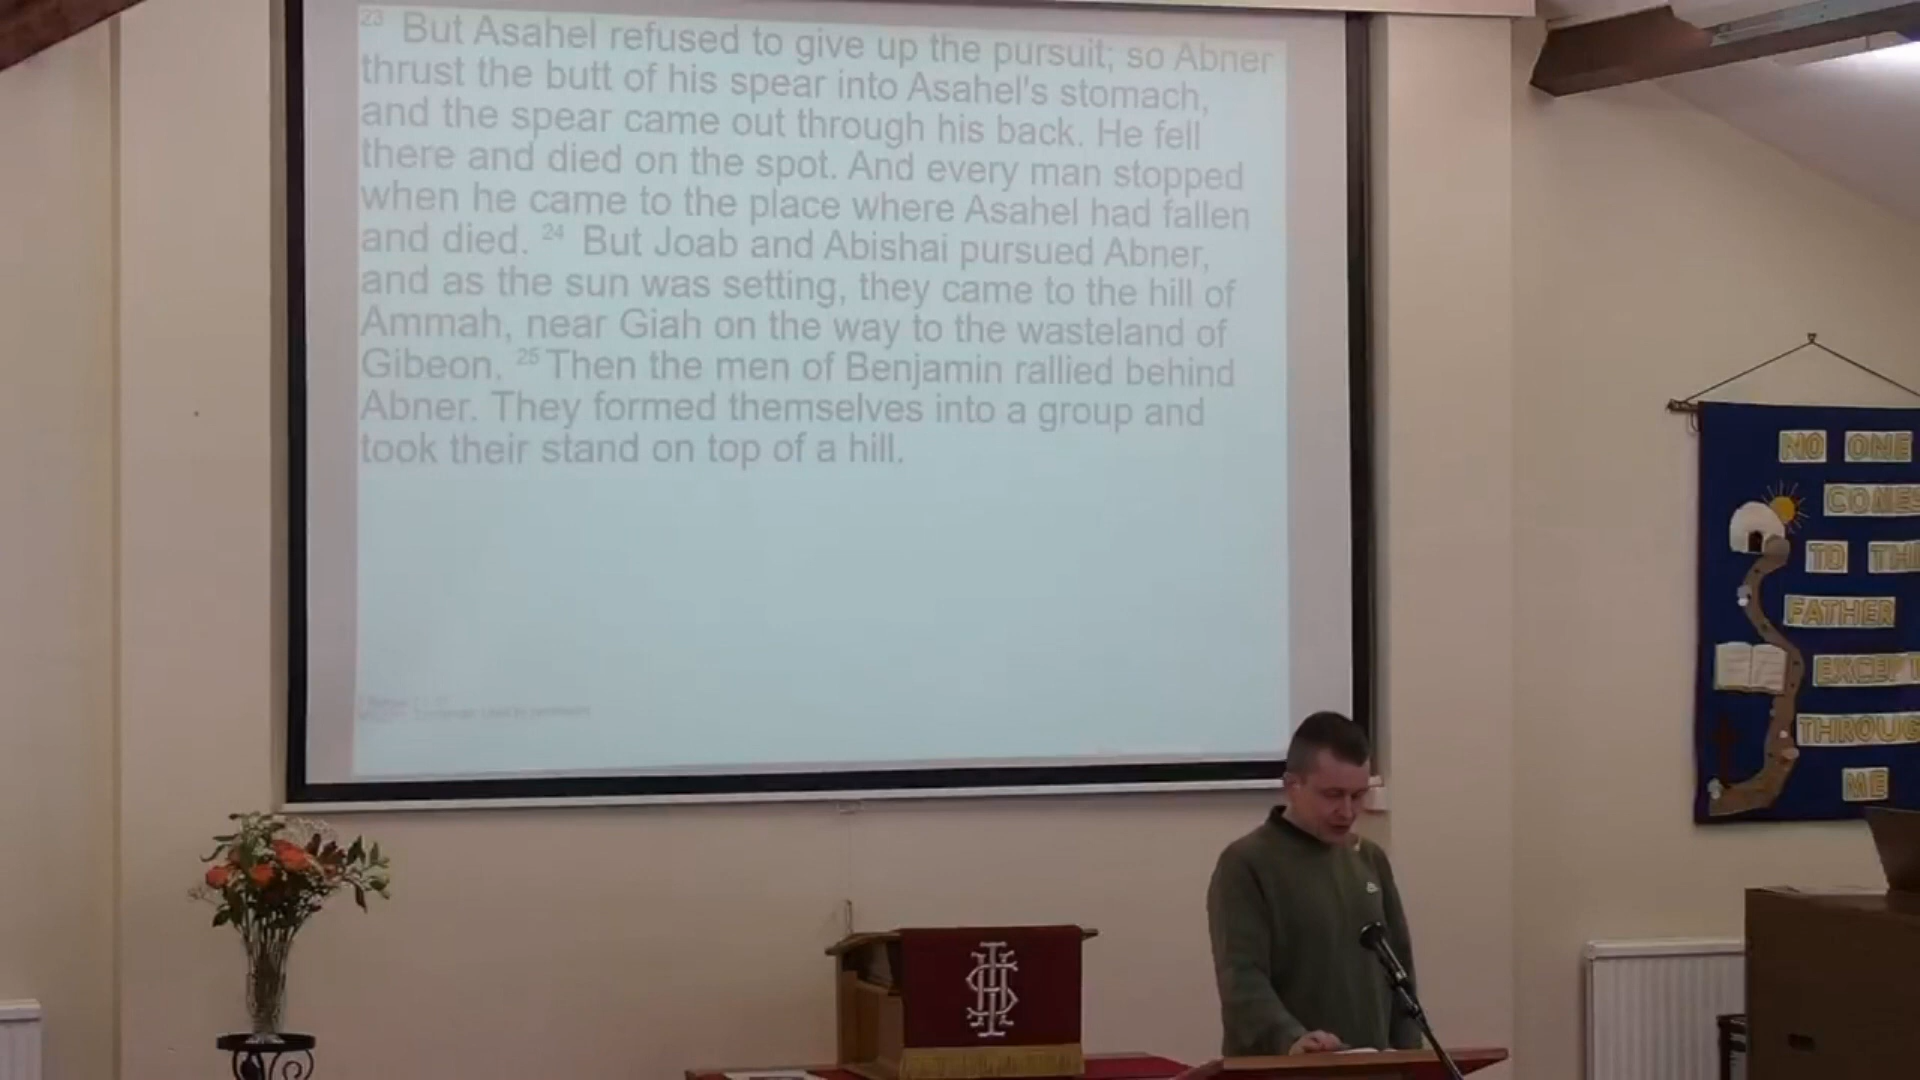 23 But Asahel refused to give up the pursuit; so Abner
thrust the butt of his spear into Asahel's stomach,
and the spear came out through his back. He fell
there and died on the spot. And every man stopped
when he came to the place where Asahel had fallen
and died. 24 But Joab and Abishai pursued Abner,
and as the sun was setting, they came to the hill of
Ammah, near Giah on the way to the wasteland of
Gibeon. 25 Then the men of Benjamin rallied behind
Abner. They formed themselves into a group and
took their stand on top of a hill.
NO ONE
COMES
TO TH
FATHER
EXCEPT
THROUG
ME
IHS